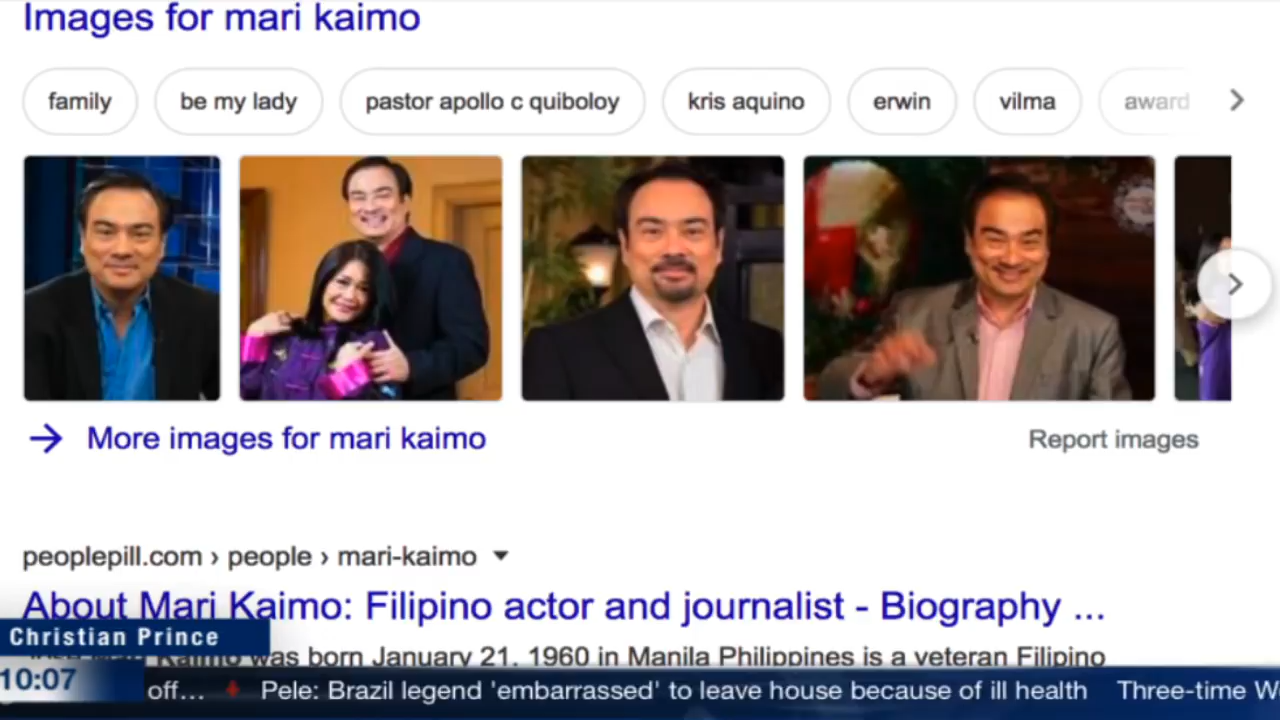 Images for mari kaimo
family be my lady pastor apollo c quiboloy kris aquino erwin vilma award
More images for mari kaimo Report images
peoplepill.com › people › mari-kaimo
About Mari Kaimo: Filipino actor and journalist - Biography ...
Kaimo was born January 21, 1960 in Manila Philippines is a veteran Filipino
Christian Prince
10:07 off... Pele: Brazil legend 'embarrassed' to leave house because of ill health Three-time